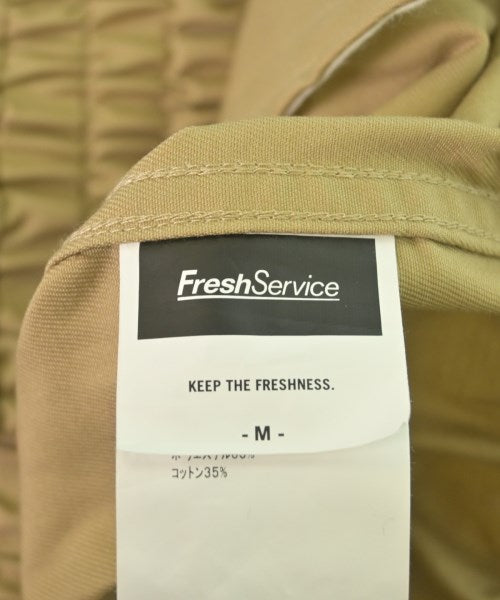 FreshService
KEEP THE FRESHNESS.
- M -
コットン35%